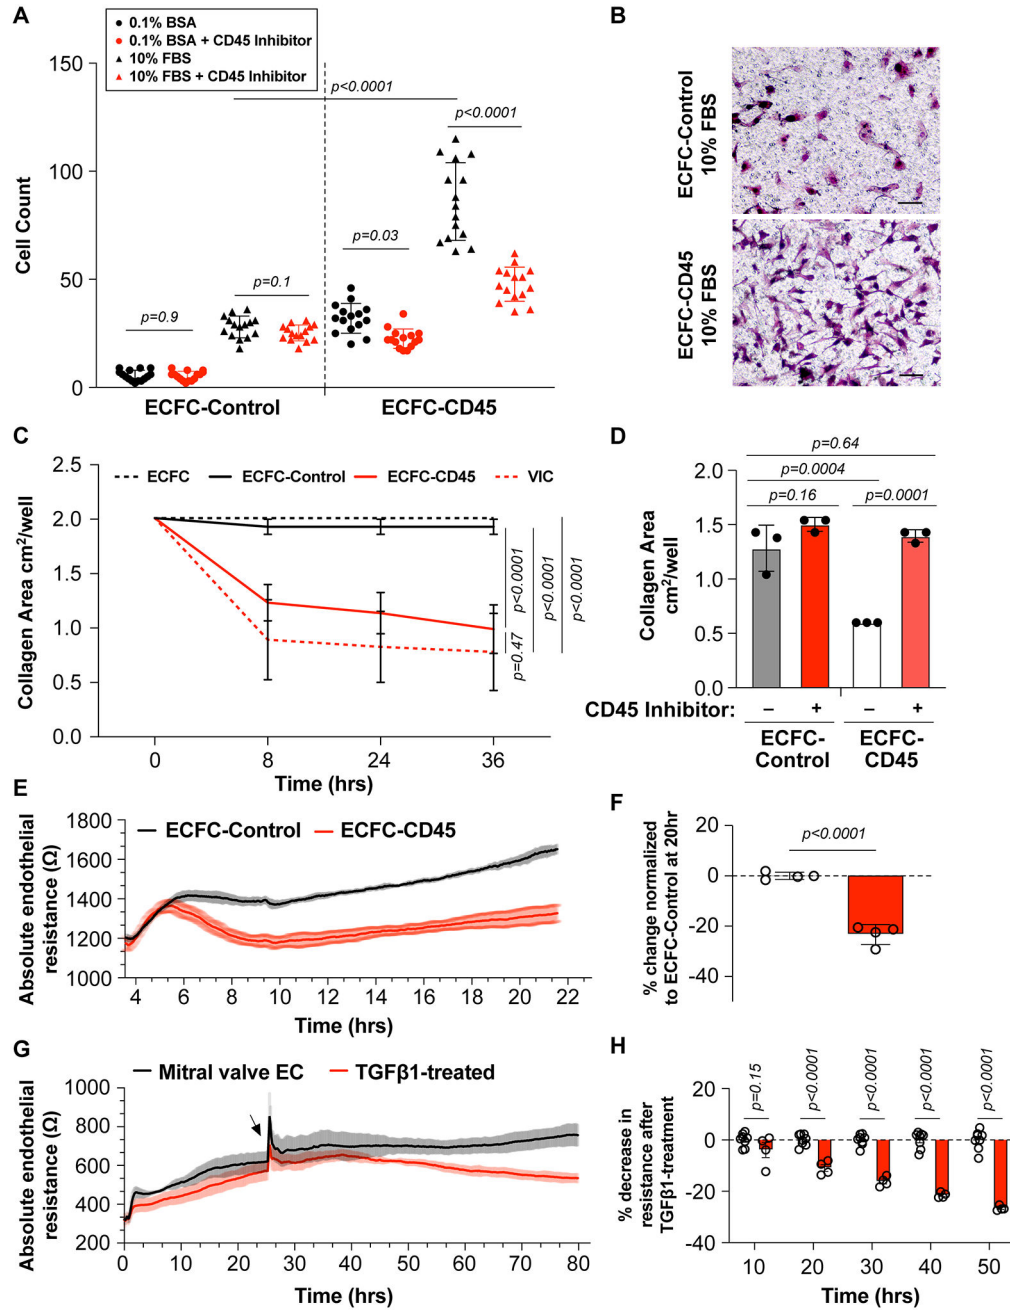 A
0.1% BSA
0.1% BSA + CD45 Inhibitor
10% FBS
10% FBS + CD45 Inhibitor
Cell Count
150
100
50
0
p<0.0001
p<0.0001
p=0.03
p=0.1
p=0.9
ECFC-Control
ECFC-CD45
B
ECFC-Control
10% FBS
ECFC-CD45
10% FBS
C
Collagen Area cm²/well
2.5
2.0
1.5
1.0
0.5
0.0
ECFC
ECFC-Control
ECFC-CD45
VIC
p<0.0001
p=0.47
p<0.0001
p<0.0001
0
8
24
36
Time (hrs)
D
Collagen Area
cm²/well
2.0
1.5
1.0
0.5
0.0
p=0.64
p=0.0004
p=0.16
p=0.0001
CD45 Inhibitor:
–
+
–
+
ECFC-
Control
ECFC-
CD45
E
Absolute endothelial
resistance (Ω)
1800
1600
1400
1200
1000
ECFC-Control
ECFC-CD45
4
6
8
10
12
14
16
18
20
22
Time (hrs)
F
% change normalized
to ECFC-Control at 20hr
20
0
-20
-40
p<0.0001
G
Absolute endothelial
resistance (Ω)
1000
800
600
400
200
Mitral valve EC
TGFβ1-treated
0
10
20
30
40
50
60
70
80
Time (hrs)
H
% decrease in
resistance after
TGFβ1-treatment
20
0
-20
-40
p=0.15
p<0.0001
p<0.0001
p<0.0001
p<0.0001
10
20
30
40
50
Time (hrs)